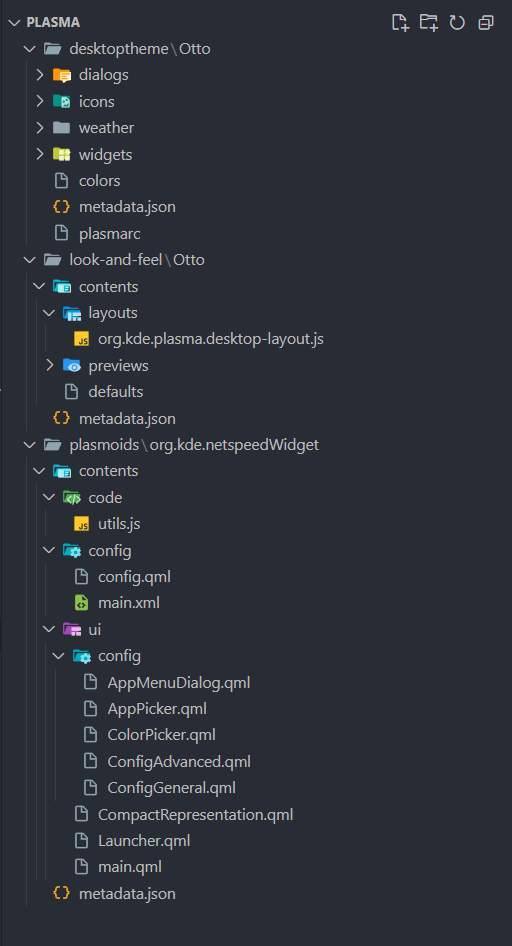 PLASMA
desktoptheme\Otto
dialogs
icons
weather
widgets
colors
metadata.json
plasmarc
look-and-feel\Otto
contents
layouts
org.kde.plasma.desktop-layout.js
previews
defaults
metadata.json
plasmoids\org.kde.netspeedWidget
contents
code
utils.js
config
config.qml
main.xml
ui
config
AppMenuDialog.qml
AppPicker.qml
ColorPicker.qml
ConfigAdvanced.qml
ConfigGeneral.qml
CompactRepresentation.qml
Launcher.qml
main.qml
metadata.json